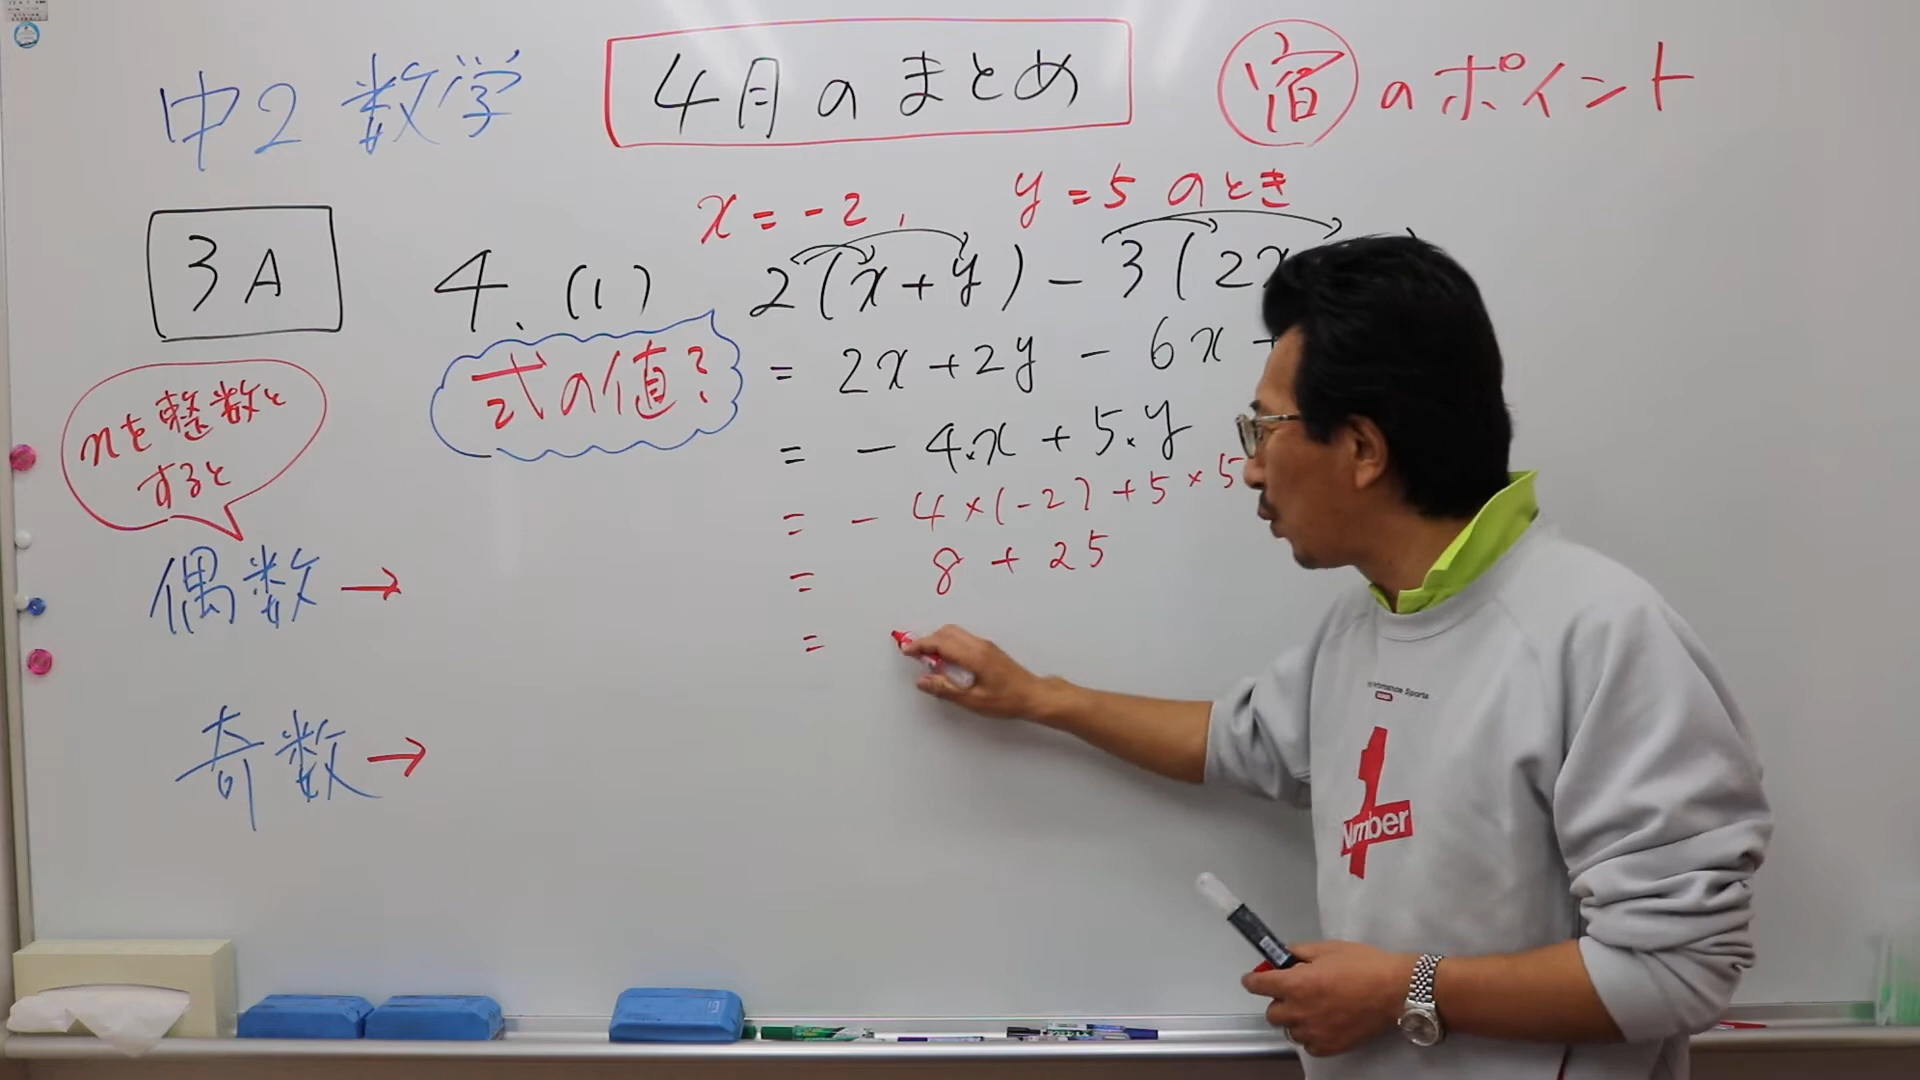 中2 数学
4月のまとめ
宿のポイント
3A
x = -2, y = 5 のとき
4. (1) 2(x+y) - 3(2x
式の値?
= 2x + 2y - 6x +
= - 4x + 5y
= - 4×(-2) + 5×5
= 8 + 25
=
nを整数と
すると
偶数→
奇数→
Number